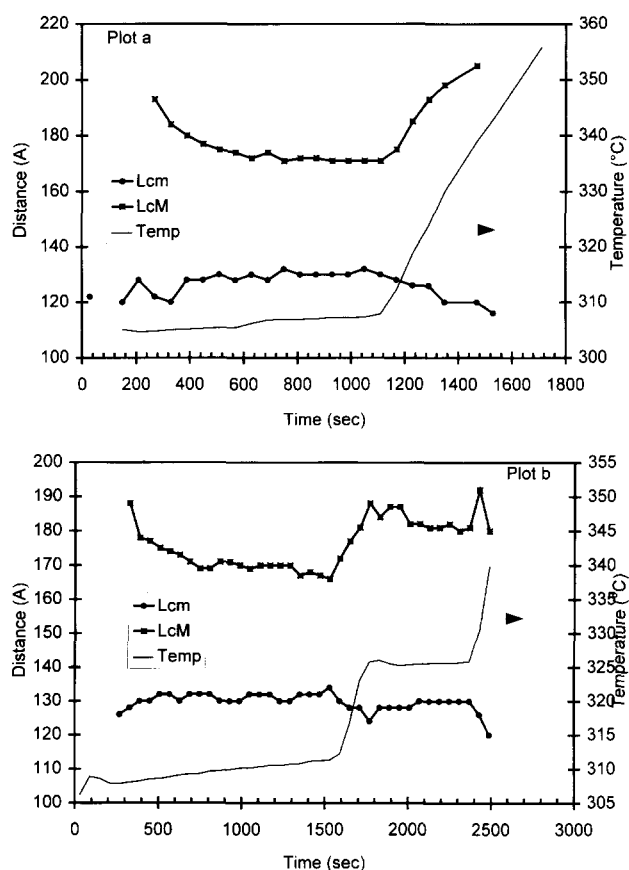 Plot a
220
200
180
160
140
120
100
Distance (A)
Lcm
LcM
Temp
360
350
340
330
320
310
300
Temperature (°C)
0 200 400 600 800 1000 1200 1400 1600 1800
Time (sec)
Plot b
200
190
180
170
160
150
140
130
120
110
100
Distance (A)
Lcm
LcM
Temp
355
350
345
340
335
330
325
320
315
310
305
Temperature (°C)
0 500 1000 1500 2000 2500 3000
Time (sec)